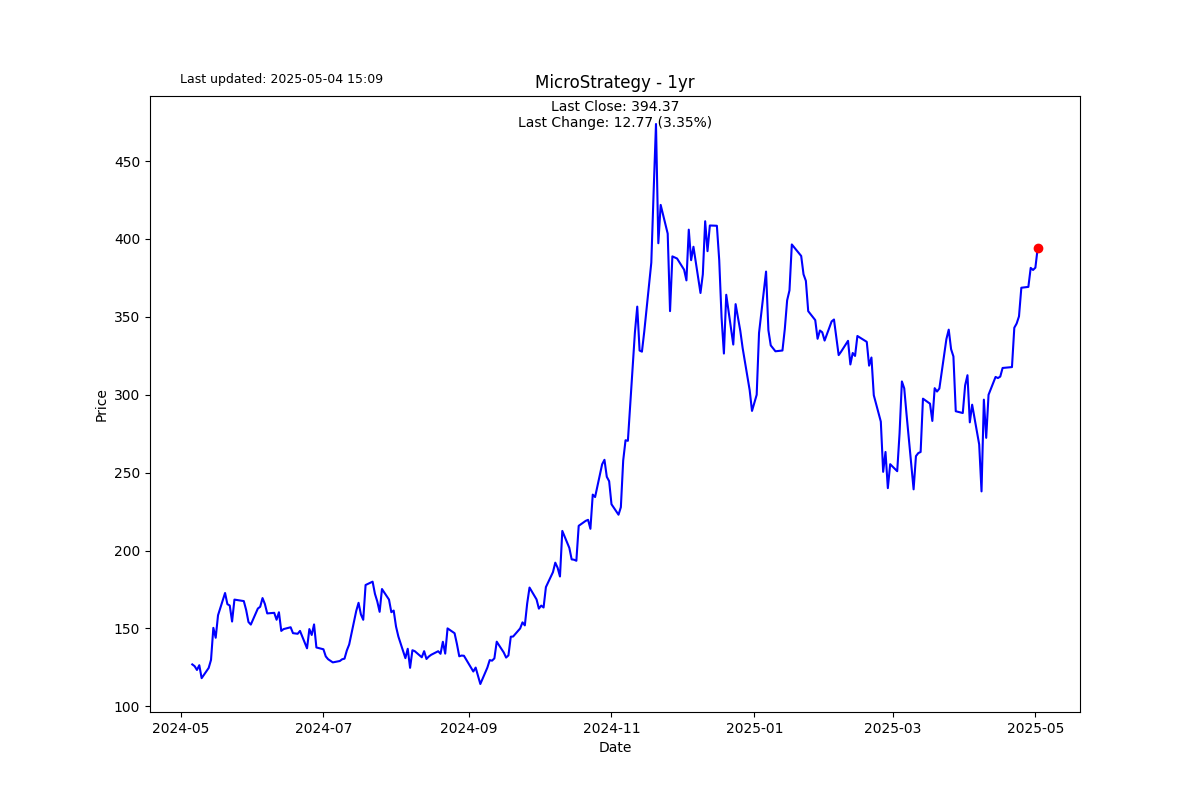 Last updated: 2025-05-04 15:09
MicroStrategy - 1yr
Last Close: 394.37
Last Change: 12.77 (3.35%)
Price
450
400
350
300
250
200
150
100
2024-05
2024-07
2024-09
2024-11
2025-01
2025-03
2025-05
Date